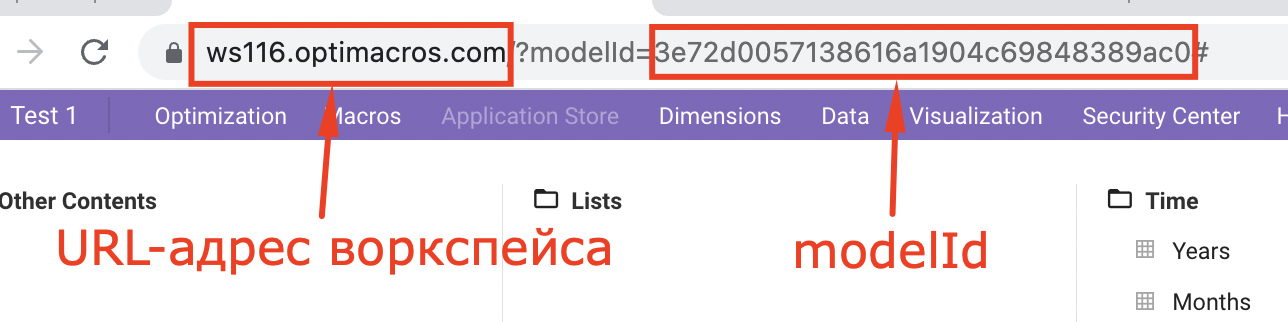 ws116.optimacros.com/?modelId=3e72d0057138616a1904c69848389ac0#
Test 1 Optimization Macros Application Store Dimensions Data Visualization Security Center
Other Contents Lists Time
URL-адрес воркспейса modelId
Years
Months